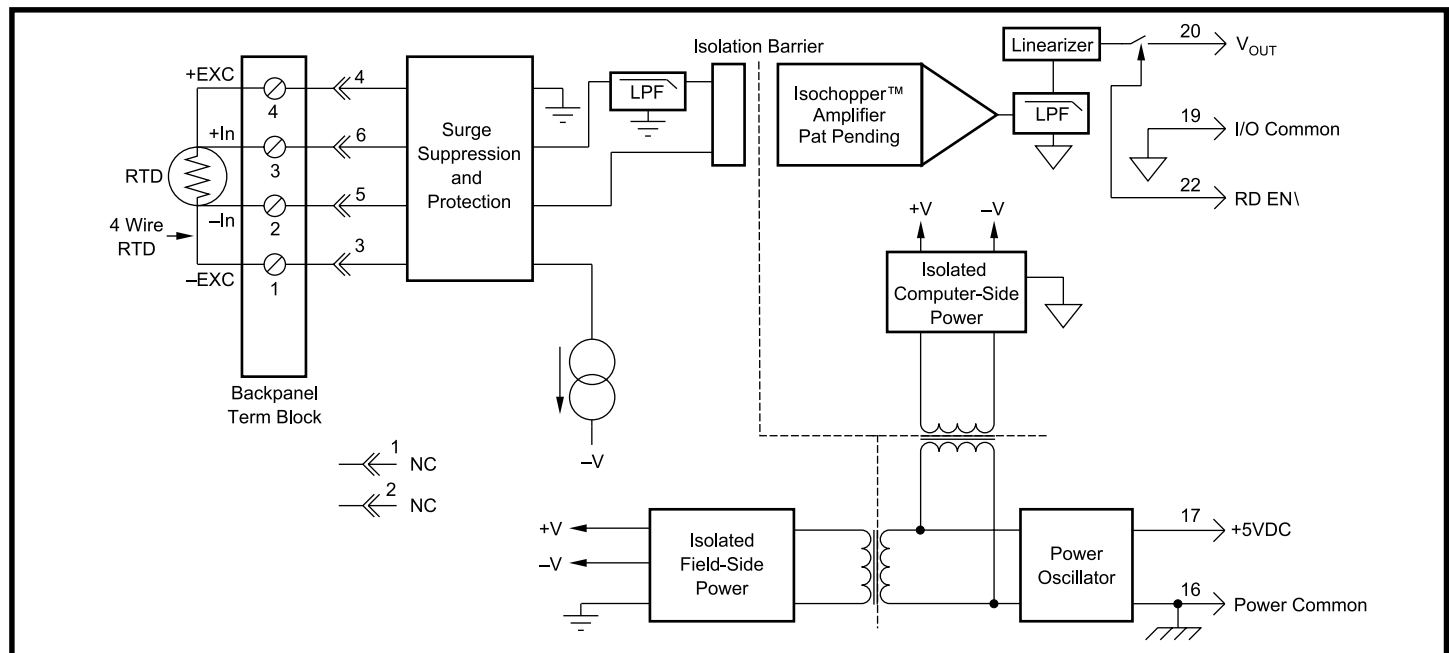 Isolation Barrier
+EXC
4
4
+In
3
6
RTD
–In
2
5
4 Wire
RTD
–EXC
1
3
Backpanel
Term Block
Surge
Suppression
and
Protection
LPF
Isochopper™
Amplifier
Pat Pending
Linearizer
LPF
20
VOUT
19
I/O Common
22
RD EN\
+V
–V
Isolated
Computer-Side
Power
–V
1
NC
2
NC
+V
–V
Isolated
Field-Side
Power
Power
Oscillator
17
+5VDC
16
Power Common